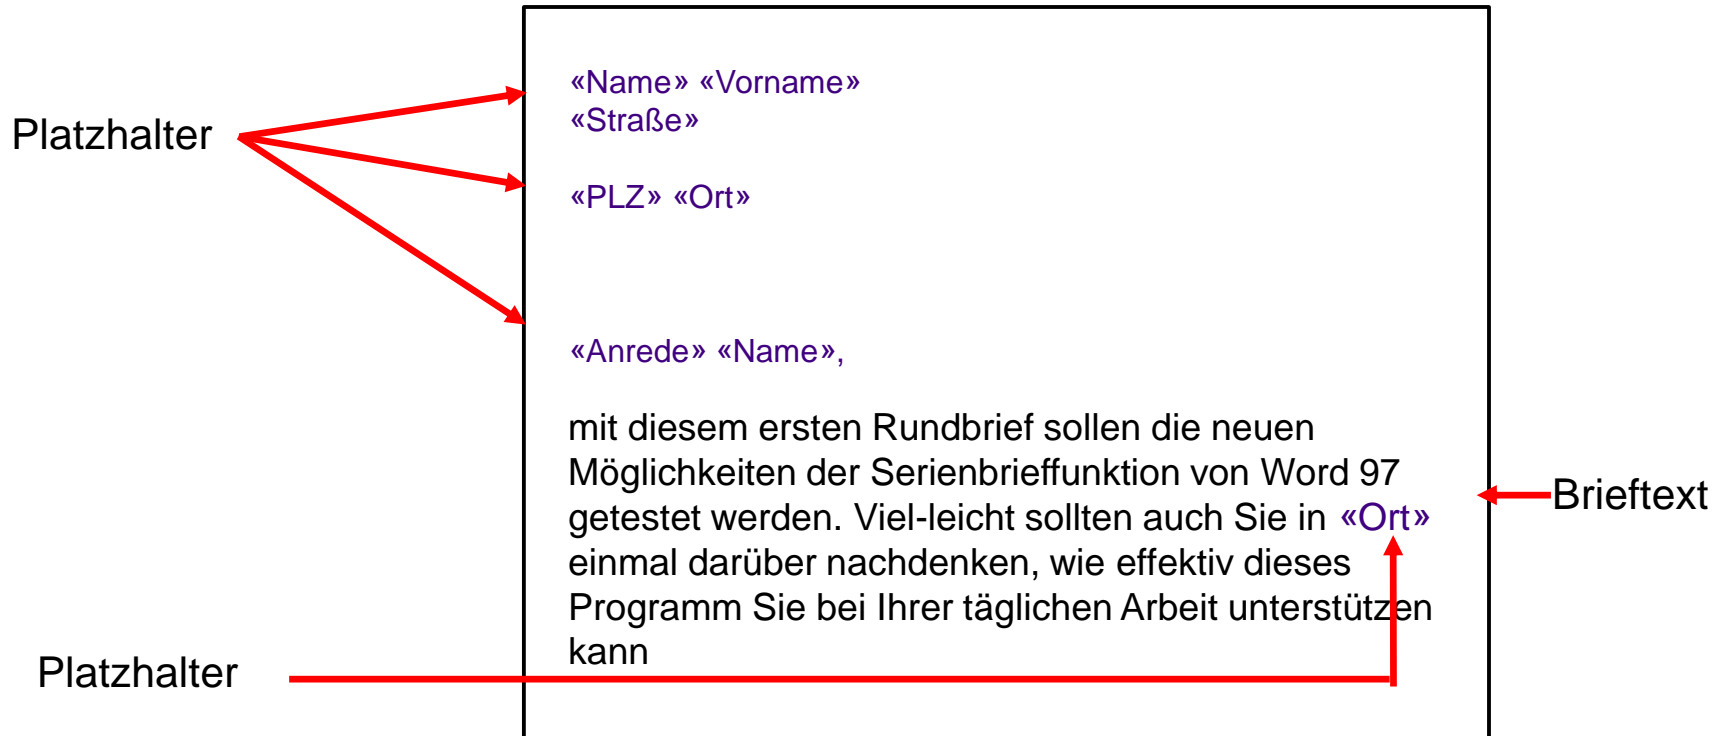 «Name» «Vorname»
Platzhalter
«Straße»
«PLZ» «Ort»
«Anrede» «Name»,
mit diesem ersten Rundbrief sollen die neuen
Möglichkeiten der Serienbrieffunktion von Word 97
getestet werden. Viel-leicht sollten auch Sie in «Ort»
einmal darüber nachdenken, wie effektiv dieses
Programm Sie bei Ihrer täglichen Arbeit unterstützen
kann
Brieftext
Platzhalter